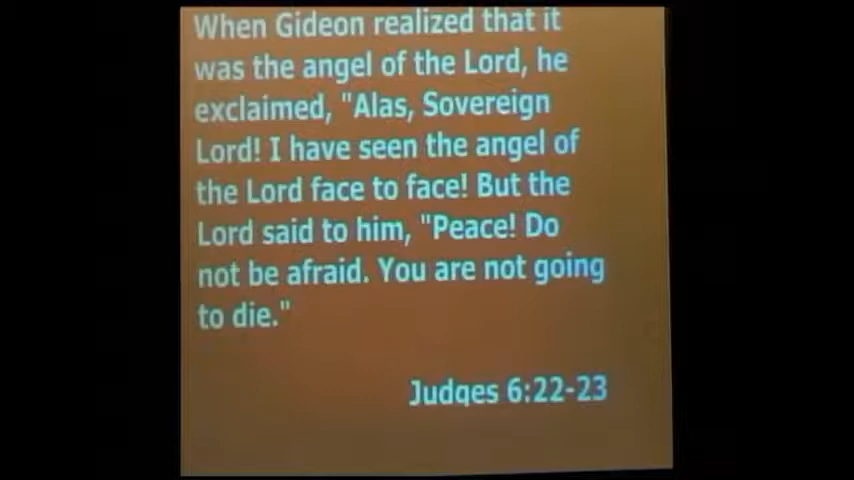 When Gideon realized that it
was the angel of the Lord, he
exclaimed, "Alas, Sovereign
Lord! I have seen the angel of
the Lord face to face! But the
Lord said to him, "Peace! Do
not be afraid. You are not going
to die."
Judges 6:22-23